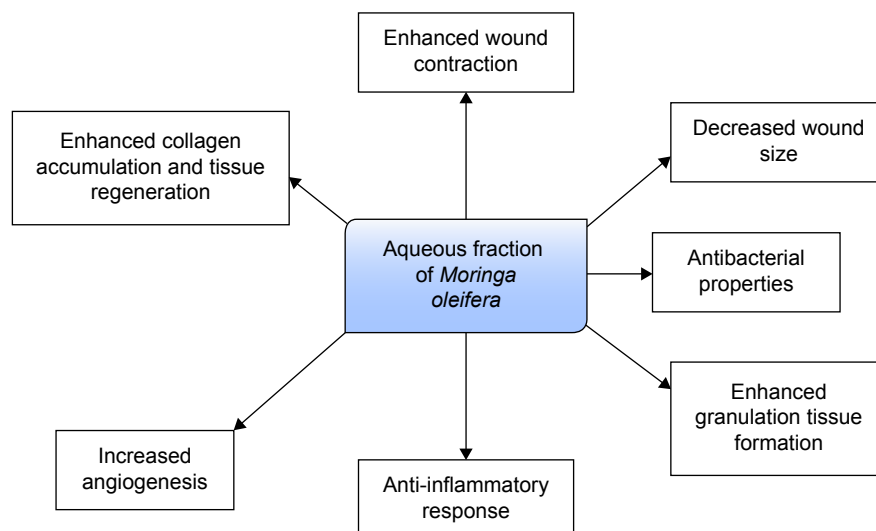 Enhanced wound
contraction
Enhanced collagen
accumulation and tissue
regeneration
Decreased wound
size
Aqueous fraction
of Moringa
oleifera
Antibacterial
properties
Enhanced
granulation tissue
formation
Increased
angiogenesis
Anti-inflammatory
response